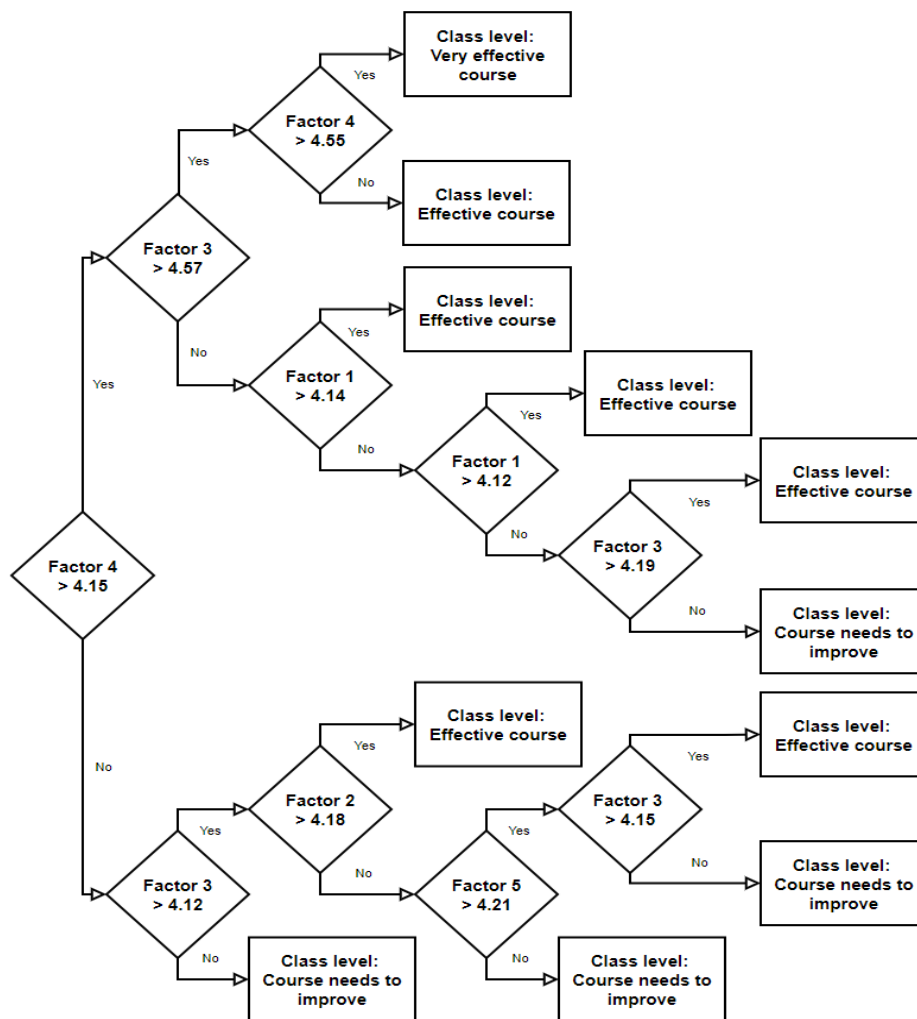 Class level:
Very effective
course
Yes
Factor 4
> 4.55
Yes
No
Class level:
Effective course
Factor 3
> 4.57
Class level:
Effective course
Yes
No
Factor 1
> 4.14
Class level:
Effective course
Yes
Yes
No
Factor 1
> 4.12
Class level:
Effective course
Yes
No
Factor 3
> 4.19
Factor 4
> 4.15
No
Class level:
Course needs to
improve
Class level:
Effective course
Yes
Class level:
Effective course
Yes
No
Factor 2
> 4.18
Factor 3
> 4.15
Yes
Yes
No
No
Class level:
Course needs to
improve
Factor 3
> 4.12
Factor 5
> 4.21
No
Class level:
Course needs to
improve
No
Class level:
Course needs to
improve